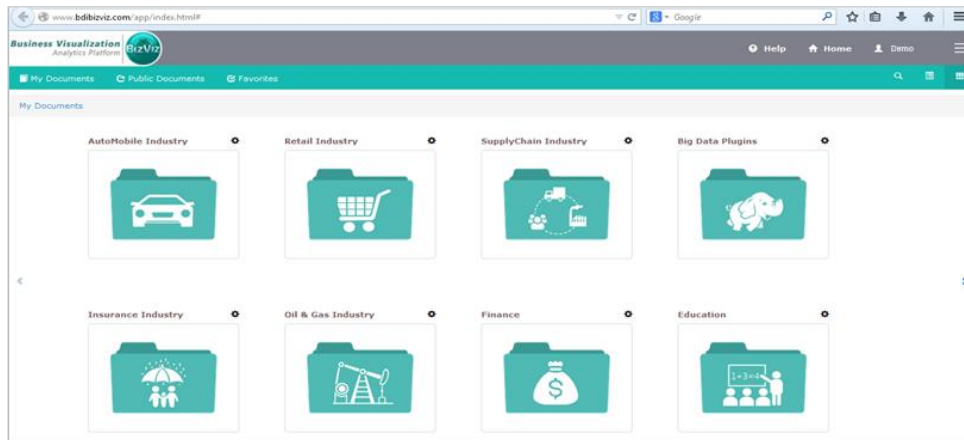 www.bdibizviz.com/app/index.html#
Google
Business Visualization
Analytics Platform
BizViz
Help
Home
Demo
My Documents
Public Documents
Favorites
My Documents
AutoMobile Industry
Retail Industry
SupplyChain Industry
Big Data Plugins
Insurance Industry
Oil & Gas Industry
Finance
Education
$